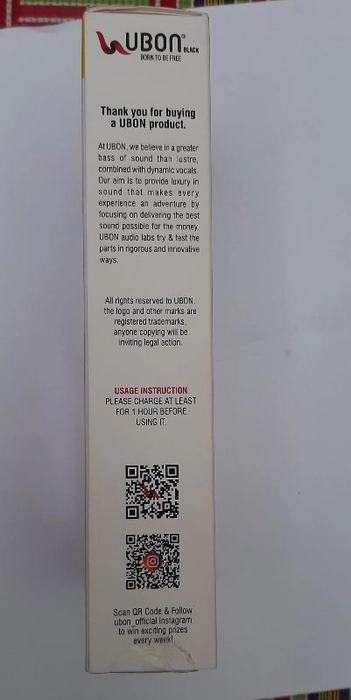 UBON® BLACK
BORN TO BE FREE
Thank you for buying
a UBON product.
At UBON, we believe in a greater
bass of sound than lustre,
combined with dynamic vocals.
Our aim is to provide luxury in
sound that makes every
experience an adventure by
focusing on delivering the best
sound possible for the money.
UBON audio labs try & test the
parts in rigorous and innovative
ways.
All rights reserved to UBON,
the logo and other marks are
registered trademarks,
anyone copying will be
inviting legal action.
USAGE INSTRUCTION
PLEASE CHARGE AT LEAST
FOR 1 HOUR BEFORE
USING IT.
Scan QR Code & Follow
ubon_official Instagram
to win exciting prizes
every week!